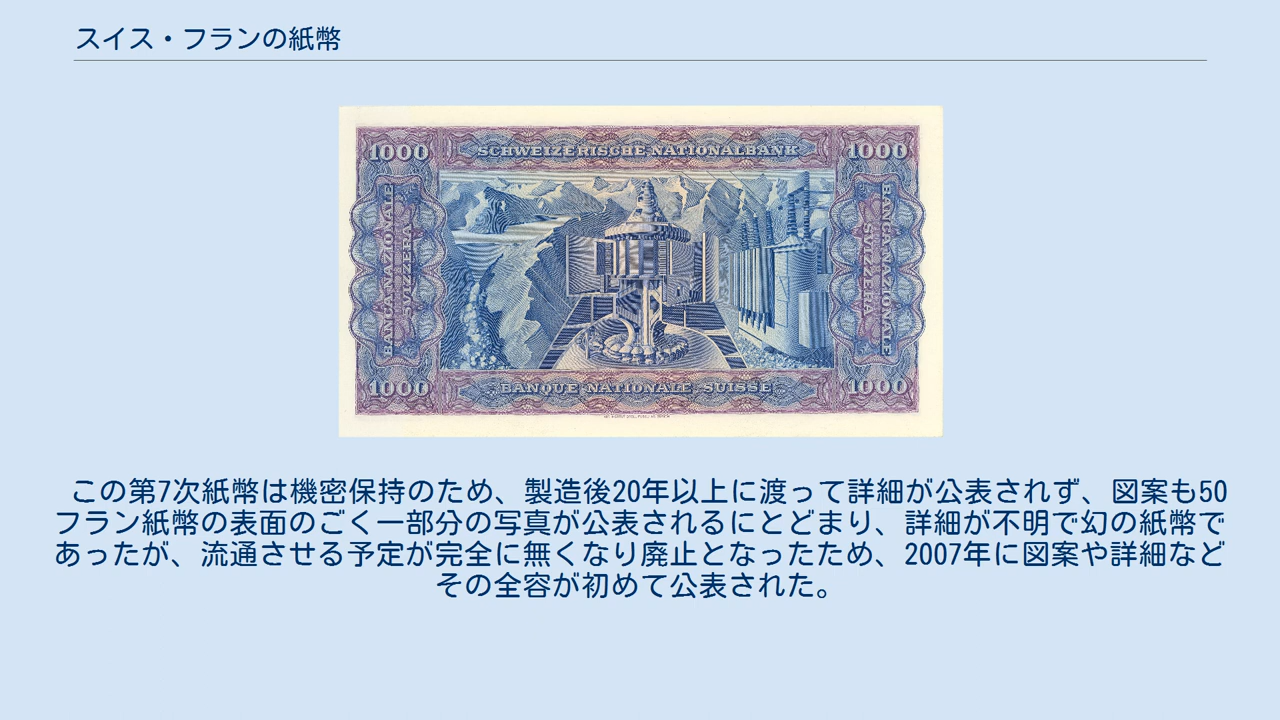 スイス・フランの紙幣
1000
SCHWEIZERISCHE NATIONALBANK
1000
BANCA NAZIONALE
SVIZZERA
BANCA NAZIONALE
SVIZZERA
1000
BANQUE NATIONALE SUISSE
1000
この第7次紙幣は機密保持のため、製造後20年以上に渡って詳細が公表されず、図案も50
フラン紙幣の表面のごく一部分の写真が公表されるにとどまり、詳細が不明で幻の紙幣で
あったが、流通させる予定が完全に無くなり廃止となったため、2007年に図案や詳細など
その全容が初めて公表された。